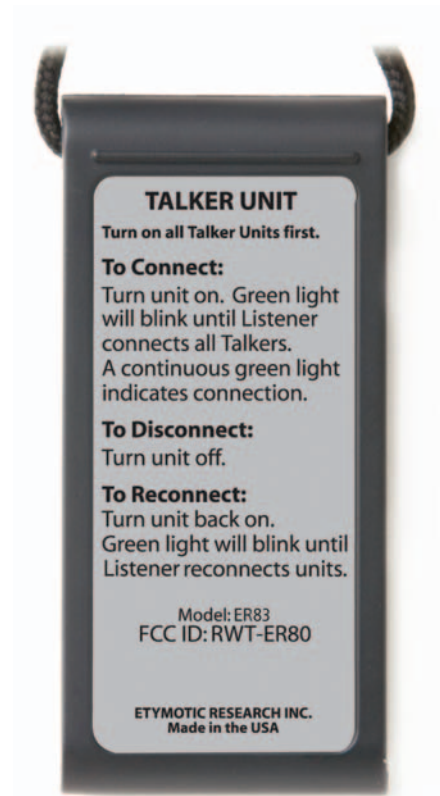 TALKER UNIT
Turn on all Talker Units first.
To Connect:
Turn unit on. Green light
will blink until Listener
connects all Talkers.
A continuous green light
indicates connection.
To Disconnect:
Turn unit off.
To Reconnect:
Turn unit back on.
Green light will blink until
Listener reconnects units.
Model: ER83
FCC ID: RWT-ER80
ETYMOTIC RESEARCH INC.
Made in the USA